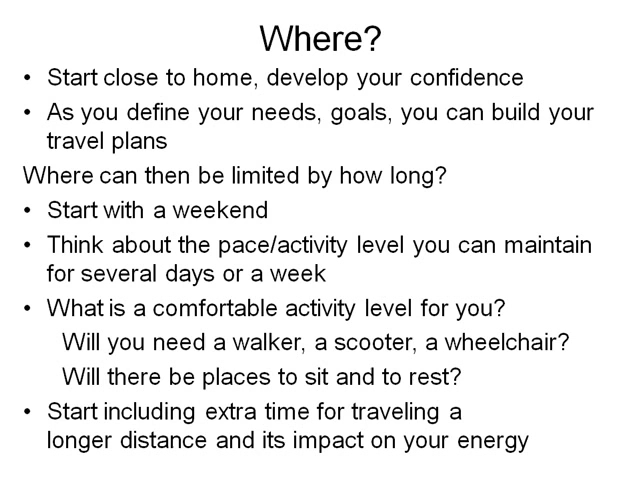 Where?
• Start close to home, develop your confidence
• As you define your needs, goals, you can build your
travel plans
Where can then be limited by how long?
• Start with a weekend
• Think about the pace/activity level you can maintain
for several days or a week
• What is a comfortable activity level for you?
Will you need a walker, a scooter, a wheelchair?
Will there be places to sit and to rest?
• Start including extra time for traveling a
longer distance and its impact on your energy